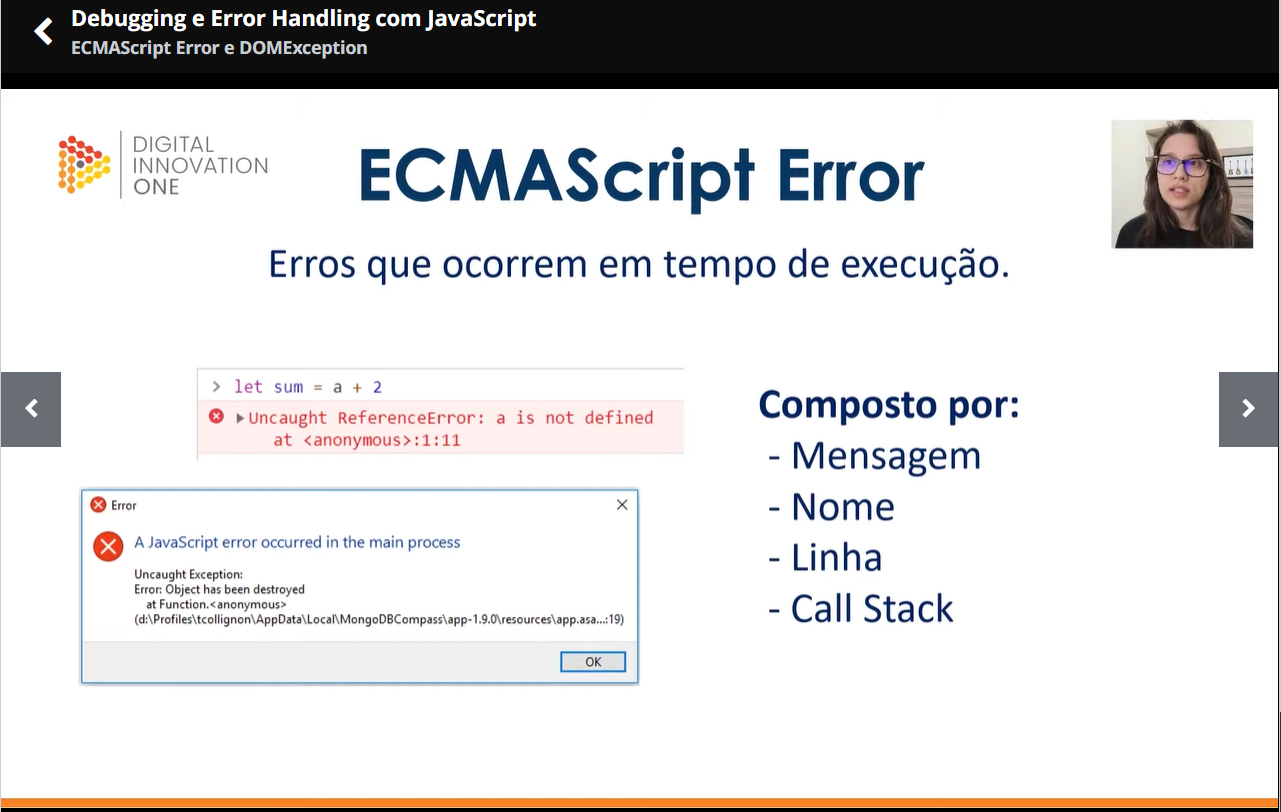 Debugging e Error Handling com JavaScript
ECMAScript Error e DOMException
DIGITAL
INNOVATION
ONE
ECMAScript Error
Erros que ocorrem em tempo de execução.
> let sum = a + 2
Uncaught ReferenceError: a is not defined
at <anonymous>:1:11
Error
A JavaScript error occurred in the main process
Uncaught Exception:
Error: Object has been destroyed
at Function.<anonymous>
(d:\Profiles\tcollignon\AppData\Local\MongoDBCompass\app-1.9.0\resources\app.asa...:19)
OK
Composto por:
- Mensagem
- Nome
- Linha
- Call Stack